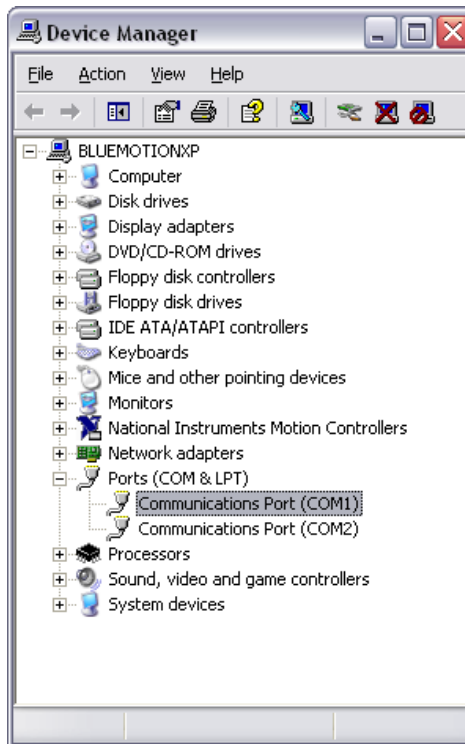 Device Manager
File Action View Help
BLUEMOTIONXP
Computer
Disk drives
Display adapters
DVD/CD-ROM drives
Floppy disk controllers
Floppy disk drives
IDE ATA/ATAPI controllers
Keyboards
Mice and other pointing devices
Monitors
National Instruments Motion Controllers
Network adapters
Ports (COM & LPT)
Communications Port (COM1)
Communications Port (COM2)
Processors
Sound, video and game controllers
System devices